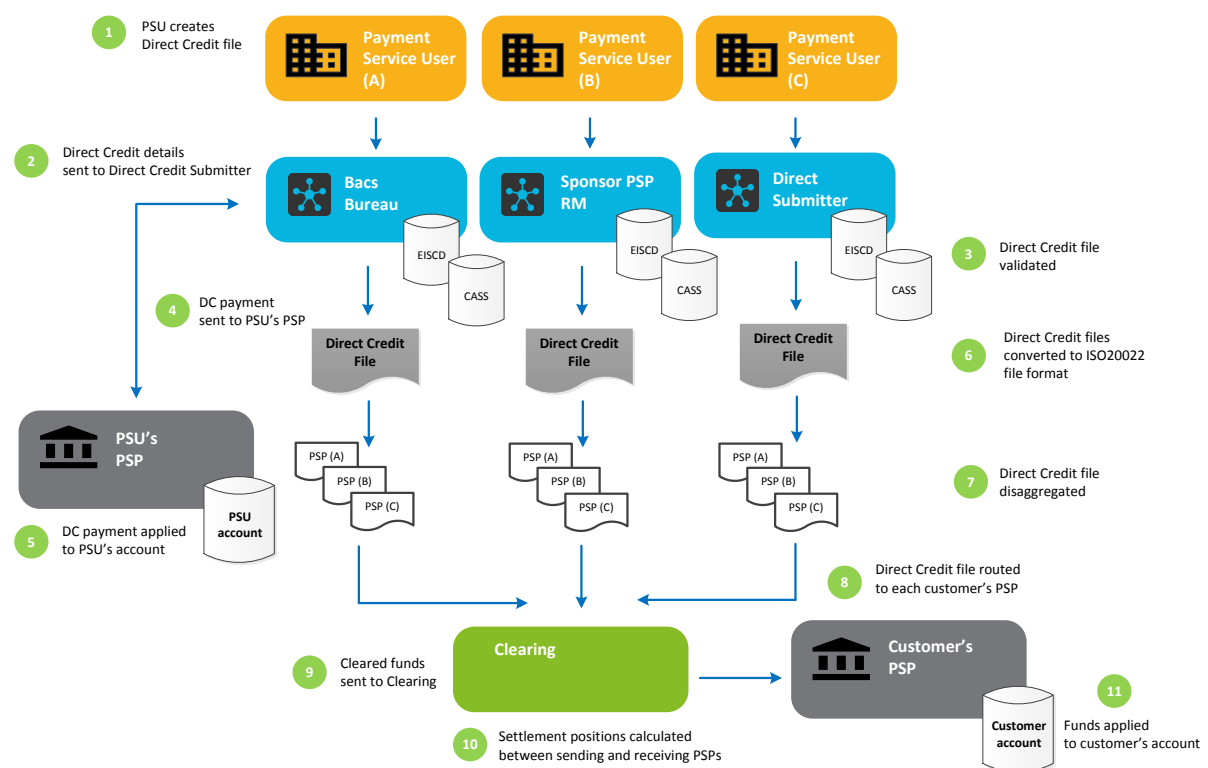 1
PSU creates
Direct Credit file
Payment
Service User
(A)
Payment
Service User
(B)
Payment
Service User
(C)
2
Direct Credit details
sent to Direct Credit Submitter
Bacs
Bureau
EISCD
CASS
Sponsor PSP
RM
EISCD
CASS
Direct
Submitter
EISCD
CASS
3
Direct Credit file
validated
4
DC payment
sent to PSU's PSP
Direct Credit
File
Direct Credit
File
Direct Credit
File
6
Direct Credit files
converted to ISO20022
file format
PSU's
PSP
PSU
account
PSP (A)
PSP (B)
PSP (C)
PSP (A)
PSP (B)
PSP (C)
PSP (A)
PSP (B)
PSP (C)
7
Direct Credit file
disaggregated
5
DC payment applied
to PSU's account
8
Direct Credit file routed
to each customer's PSP
9
Cleared funds
sent to Clearing
Clearing
Customer's
PSP
Customer
account
11
Funds applied
to customer's account
10
Settlement positions calculated
between sending and receiving PSPs